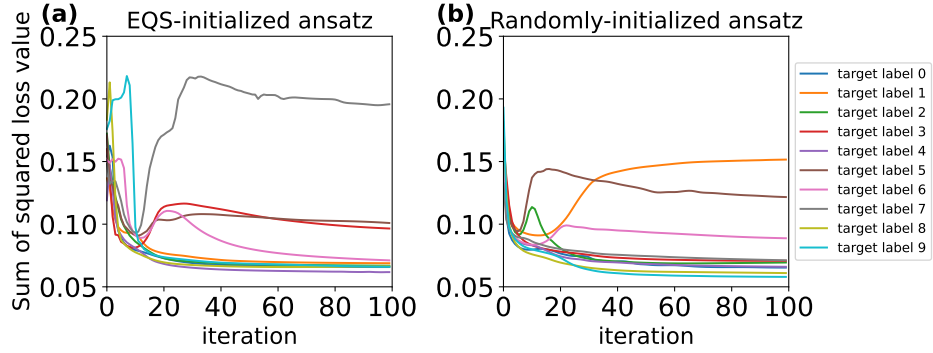 (a) EQS-initialized ansatz
Sum of squared loss value
0.25
0.20
0.15
0.10
0.05
0 20 40 60 80 100
iteration
(b) Randomly-initialized ansatz
0.25
0.20
0.15
0.10
0.05
0 20 40 60 80 100
iteration
target label 0
target label 1
target label 2
target label 3
target label 4
target label 5
target label 6
target label 7
target label 8
target label 9